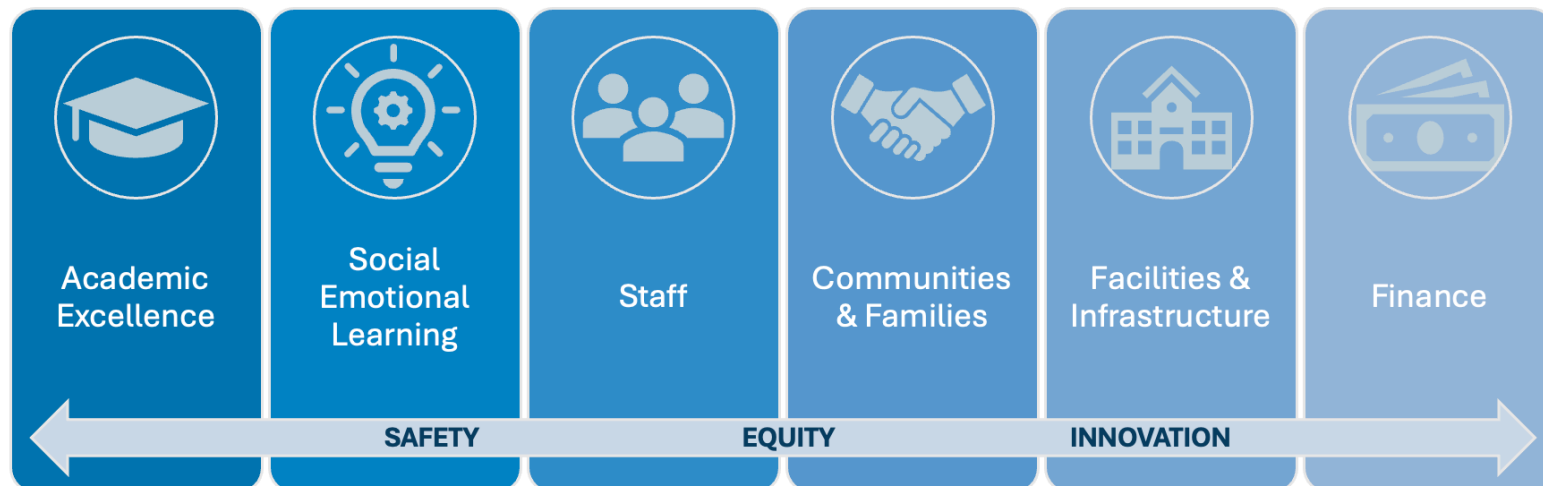 Academic
Excellence
Social
Emotional
Learning
Staff
Communities
& Families
Facilities &
Infrastructure
Finance
SAFETY
EQUITY
INNOVATION